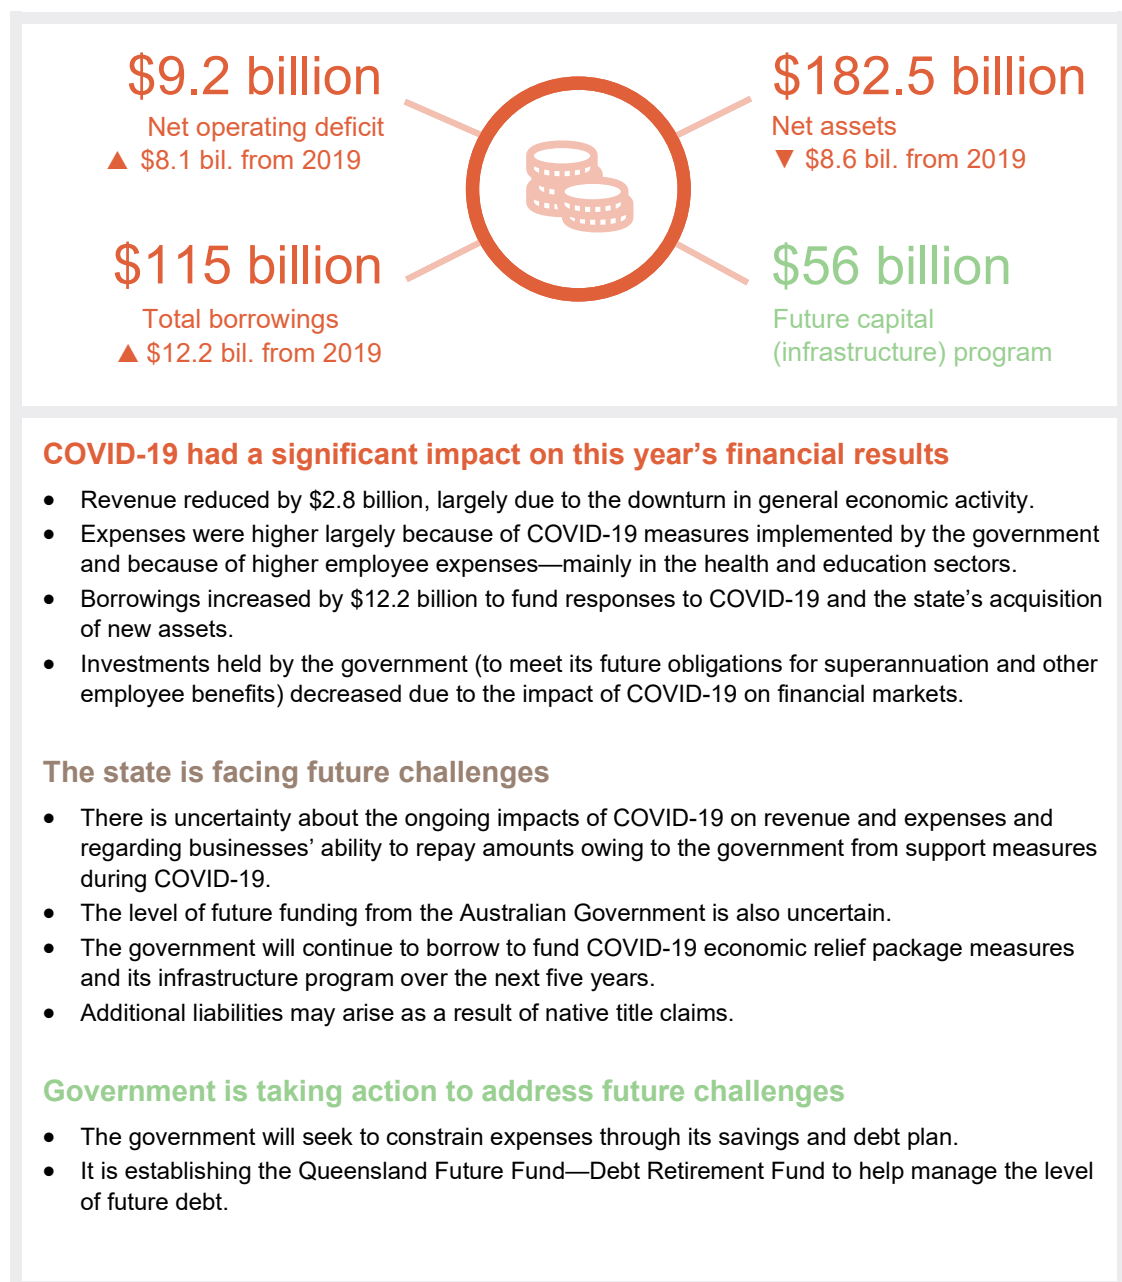 $9.2 billion
Net operating deficit
▲ $8.1 bil. from 2019
$182.5 billion
Net assets
▼ $8.6 bil. from 2019
$115 billion
Total borrowings
▲ $12.2 bil. from 2019
$56 billion
Future capital
(infrastructure) program
COVID-19 had a significant impact on this year’s financial results
• Revenue reduced by $2.8 billion, largely due to the downturn in general economic activity.
• Expenses were higher largely because of COVID-19 measures implemented by the government
and because of higher employee expenses—mainly in the health and education sectors.
• Borrowings increased by $12.2 billion to fund responses to COVID-19 and the state’s acquisition
of new assets.
• Investments held by the government (to meet its future obligations for superannuation and other
employee benefits) decreased due to the impact of COVID-19 on financial markets.
The state is facing future challenges
• There is uncertainty about the ongoing impacts of COVID-19 on revenue and expenses and
regarding businesses’ ability to repay amounts owing to the government from support measures
during COVID-19.
• The level of future funding from the Australian Government is also uncertain.
• The government will continue to borrow to fund COVID-19 economic relief package measures
and its infrastructure program over the next five years.
• Additional liabilities may arise as a result of native title claims.
Government is taking action to address future challenges
• The government will seek to constrain expenses through its savings and debt plan.
• It is establishing the Queensland Future Fund—Debt Retirement Fund to help manage the level
of future debt.